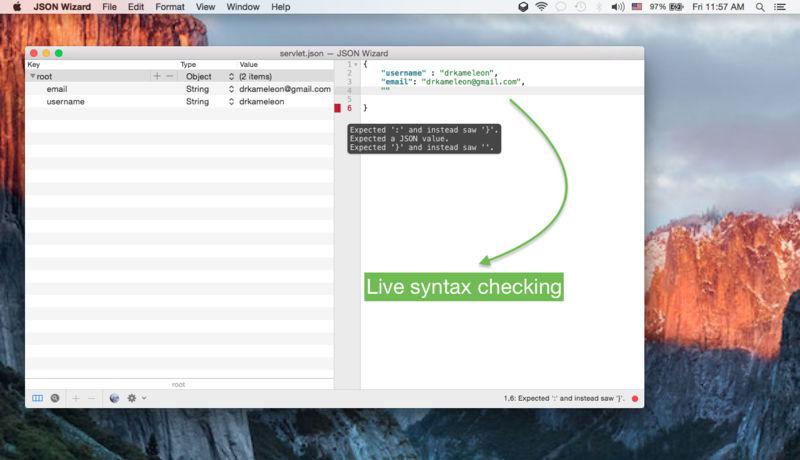 JSON Wizard File Edit Format View Window Help 97% Fri 11:57 AM
servlet.json — JSON Wizard
Key Type Value
root Object (2 items)
email String drkameleon@gmail.com
username String drkameleon
1 {
2 "username" : "drkameleon",
3 "email": "drkameleon@gmail.com",
4 ""
5
6 }
Expected ':' and instead saw '}'.
Expected a JSON value.
Expected '}' and instead saw ''.
Live syntax checking
root
1,6: Expected ':' and instead saw '}'.